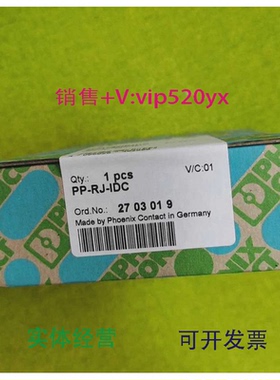 销售+V:vip520yx
Qty.: 1 pcs
V/C:01
PP-RJ-IDC
Ord.No.: 27 03 01 9
Made by Phoenix Contact in Germany
实体经营
可开发票